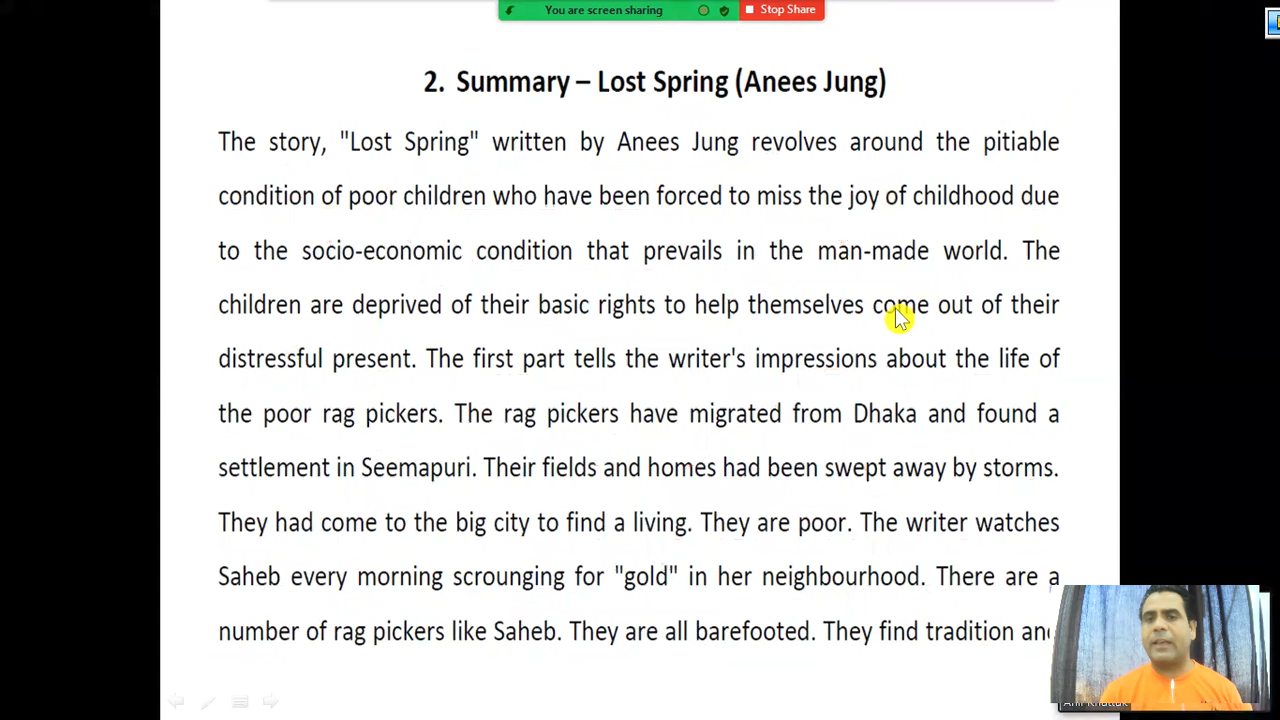 You are screen sharing
Stop Share
2. Summary – Lost Spring (Anees Jung)
The story, "Lost Spring" written by Anees Jung revolves around the pitiable
condition of poor children who have been forced to miss the joy of childhood due
to the socio-economic condition that prevails in the man-made world. The
children are deprived of their basic rights to help themselves come out of their
distressful present. The first part tells the writer's impressions about the life of
the poor rag pickers. The rag pickers have migrated from Dhaka and found a
settlement in Seemapuri. Their fields and homes had been swept away by storms.
They had come to the big city to find a living. They are poor. The writer watches
Saheb every morning scrounging for "gold" in her neighbourhood. There are a
number of rag pickers like Saheb. They are all barefooted. They find tradition